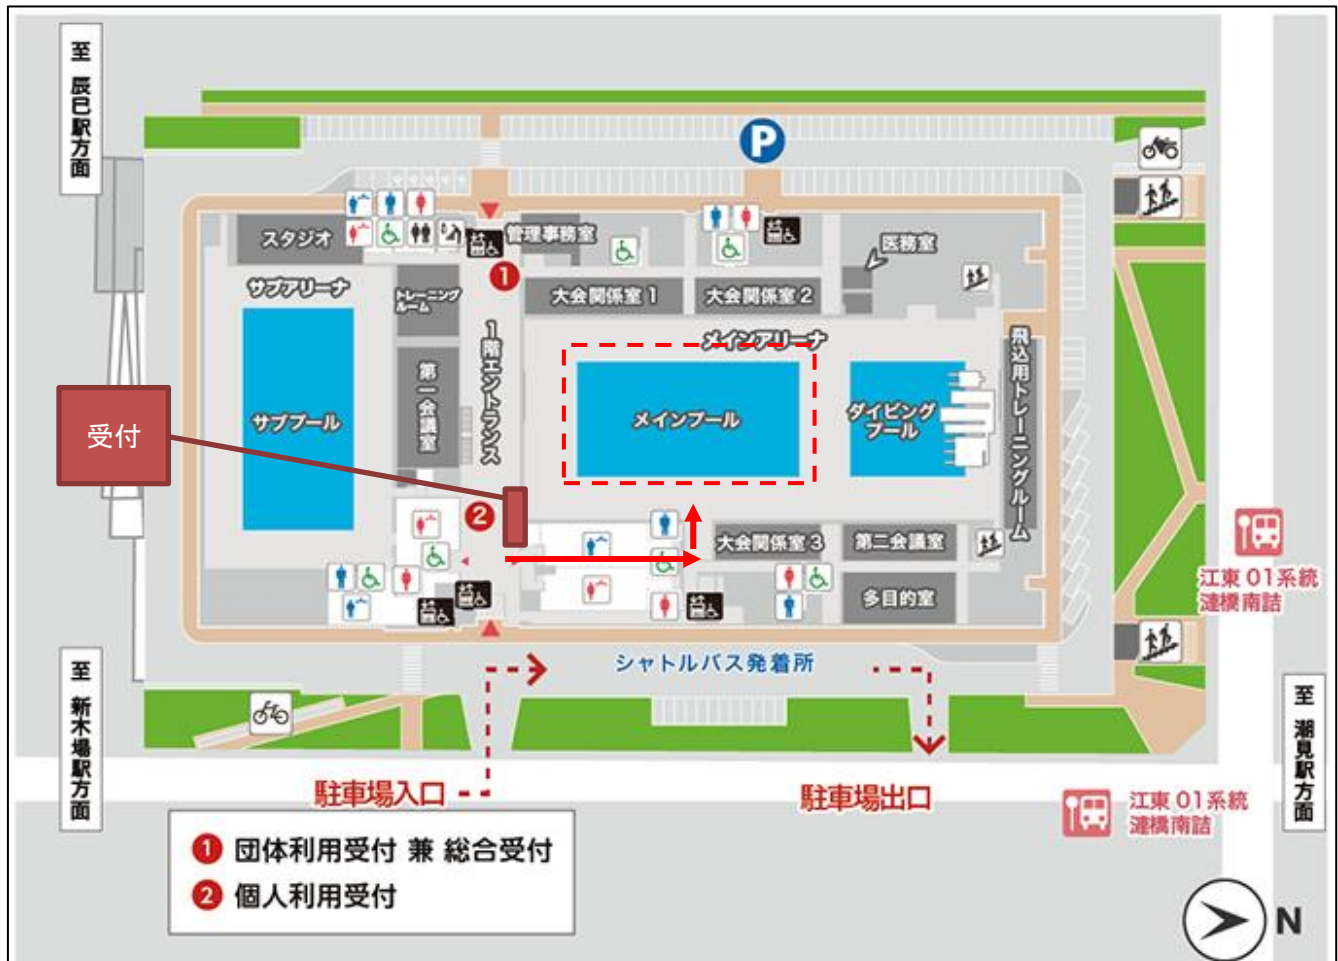 至 辰巳駅方面
P
スタジオ
管理事務室
医務室
1
サブアリーナ
トレーニング
ルーム
大会関係室1
大会関係室2
1階エントランス
メインアリーナ
飛込用トレーニングルーム
第一会議室
受付
サブプール
メインプール
ダイビング
プール
2
大会関係室3
第二会議室
多目的室
江東01系統
漣橋南詰
シャトルバス発着所
至 新木場駅方面
至 潮見駅方面
駐車場入口
駐車場出口
江東01系統
漣橋南詰
1 団体利用受付 兼 総合受付
2 個人利用受付
N